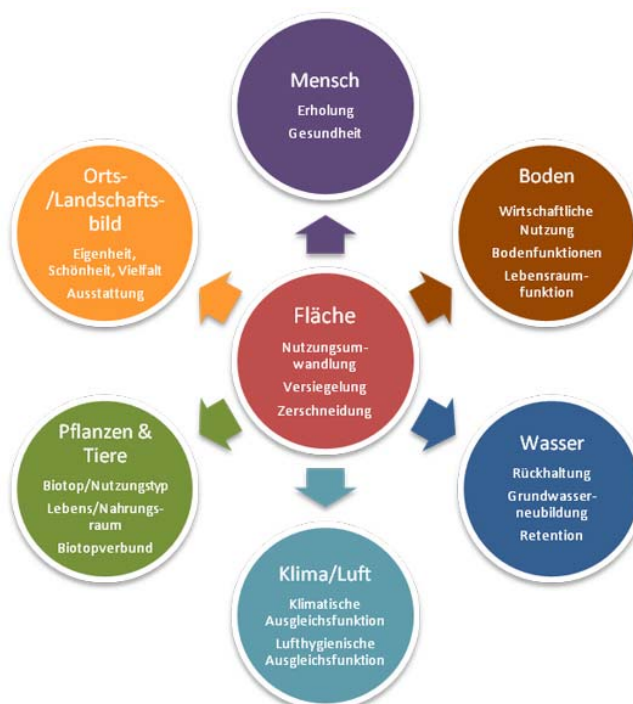 Mensch
Erholung
Gesundheit
Orts-
/Landschafts-
bild
Eigenheit,
Schönheit, Vielfalt
Ausstattung
Boden
Wirtschaftliche
Nutzung
Bodenfunktionen
Lebensraum-
funktion
Fläche
Nutzungsum-
wandlung
Versiegelung
Zerschneidung
Pflanzen &
Tiere
Biotop/Nutzungstyp
Lebens/Nahrungs-
raum
Biotopverbund
Wasser
Rückhaltung
Grundwasser-
neubildung
Retention
Klima/Luft
Klimatische
Ausgleichsfunktion
Lufthygienische
Ausgleichsfunktion